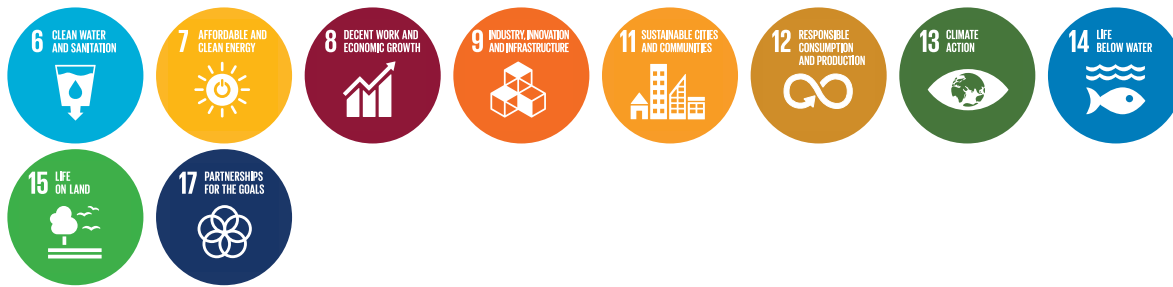 6 CLEAN WATER
AND SANITATION
7 AFFORDABLE AND
CLEAN ENERGY
8 DECENT WORK AND
ECONOMIC GROWTH
9 INDUSTRY, INNOVATION
AND INFRASTRUCTURE
11 SUSTAINABLE CITIES
AND COMMUNITIES
12 RESPONSIBLE
CONSUMPTION
AND PRODUCTION
13 CLIMATE
ACTION
14 LIFE
BELOW WATER
15 LIFE
ON LAND
17 PARTNERSHIPS
FOR THE GOALS